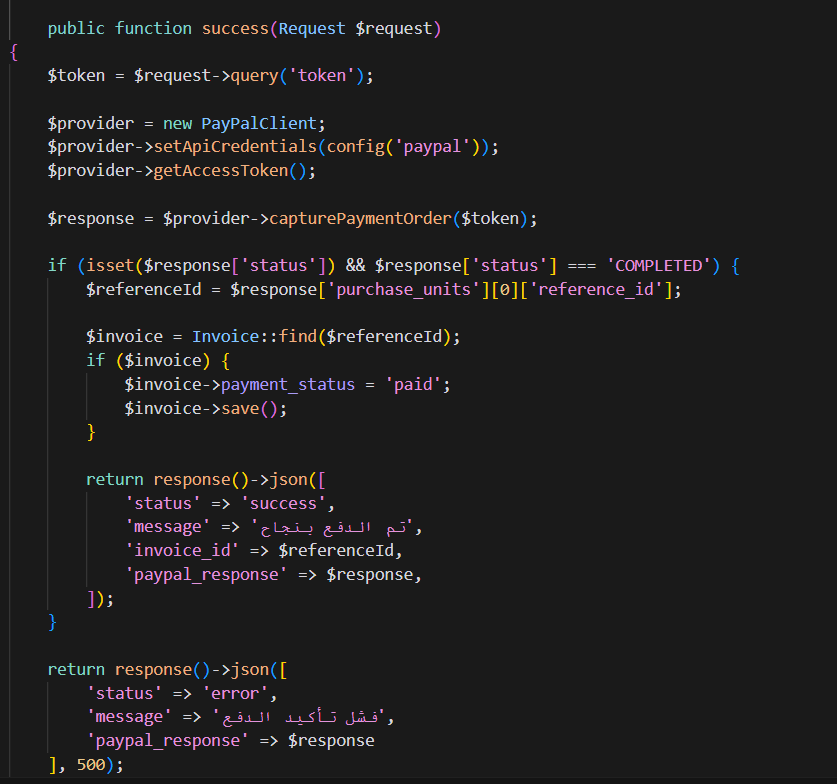 public function success(Request $request)
{
$token = $request->query('token');
$provider = new PayPalClient;
$provider->setApiCredentials(config('paypal'));
$provider->getAccessToken();
$response = $provider->capturePaymentOrder($token);
if (isset($response['status']) && $response['status'] === 'COMPLETED') {
$referenceId = $response['purchase_units'][0]['reference_id'];
$invoice = Invoice::find($referenceId);
if ($invoice) {
$invoice->payment_status = 'paid';
$invoice->save();
}
return response()->json([
'status' => 'success',
'message' => 'تم الدفع بنجاح',
'invoice_id' => $referenceId,
'paypal_response' => $response,
]);
}
return response()->json([
'status' => 'error',
'message' => 'فشل تأكيد الدفع',
'paypal_response' => $response
], 500);